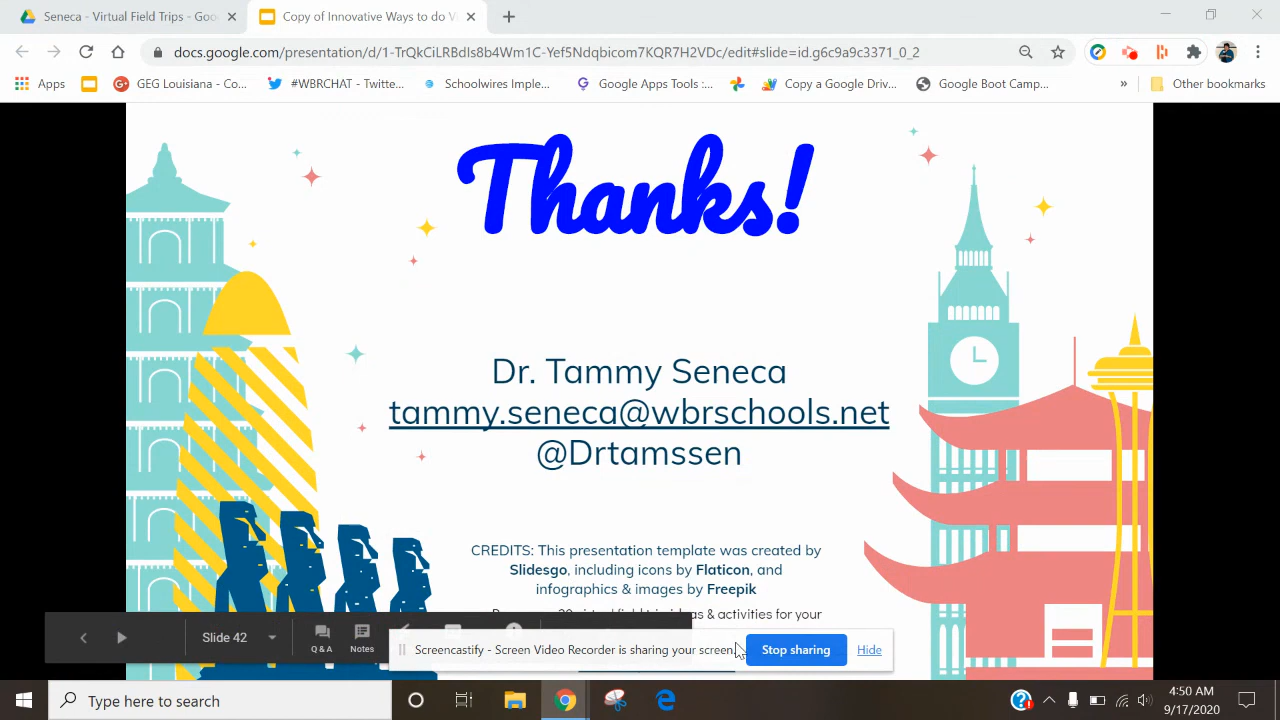 Seneca - Virtual Field Trips - Goo
Copy of Innovative Ways to do V
docs.google.com/presentation/d/1-TrQkCiLRBdls8b4Wm1C-Yef5Ndqbicom7KQR7H2VDc/edit#slide=id.g6c9a9c3371_0_2
Apps
GEG Louisiana - Co...
#WBRCHAT - Twitte...
Schoolwires Imple...
Google Apps Tools :...
Copy a Google Driv...
Google Boot Camp...
»
Other bookmarks
Thanks!
Dr. Tammy Seneca
tammy.seneca@wbrschools.net
@Drtamssen
CREDITS: This presentation template was created by
Slidesgo, including icons by Flaticon, and
infographics & images by Freepik
& activities for your
Slide 42
Q & A
Notes
Screencastify - Screen Video Recorder is sharing your screen.
Stop sharing
Hide
Type here to search
4:50 AM
9/17/2020